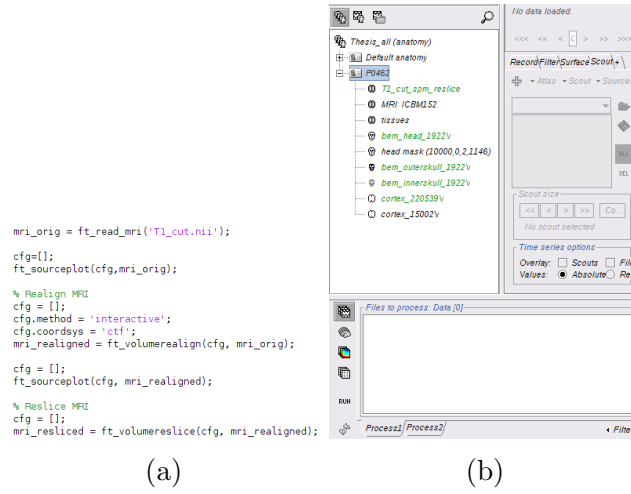 mri_orig = ft_read_mri('T1_cut.nii');
cfg=[];
ft_sourceplot(cfg,mri_orig);
% Realign MRI
cfg = [];
cfg.method = 'interactive';
cfg.coordsys = 'ctf';
mri_realigned = ft_volumerealign(cfg, mri_orig);
cfg = [];
ft_sourceplot(cfg, mri_realigned);
% Reslice MRI
cfg = [];
mri_resliced = ft_volumereslice(cfg, mri_realigned);
(a)
Thesis_all (anatomy)
Default anatomy
P0462
T1_cut_spm_reslice
MRI: ICBM152
tissues
bem_head_1922V
head mask (10000,0,2,1146)
bem_outerskull_1922V
bem_innerskull_1922V
cortex_220539V
cortex_15002V
No data loaded
<<< << < > >> >>>
Record Filter Surface Scout +
Atlas Scout Source
ALL
SEL
Scout size
<< < > >> Co...
No scout selected
Time series options
Overlay: Scouts File
Values: Absolute Re
Files to process: Data [0]
RUN
Process1 Process2
Filte
(b)